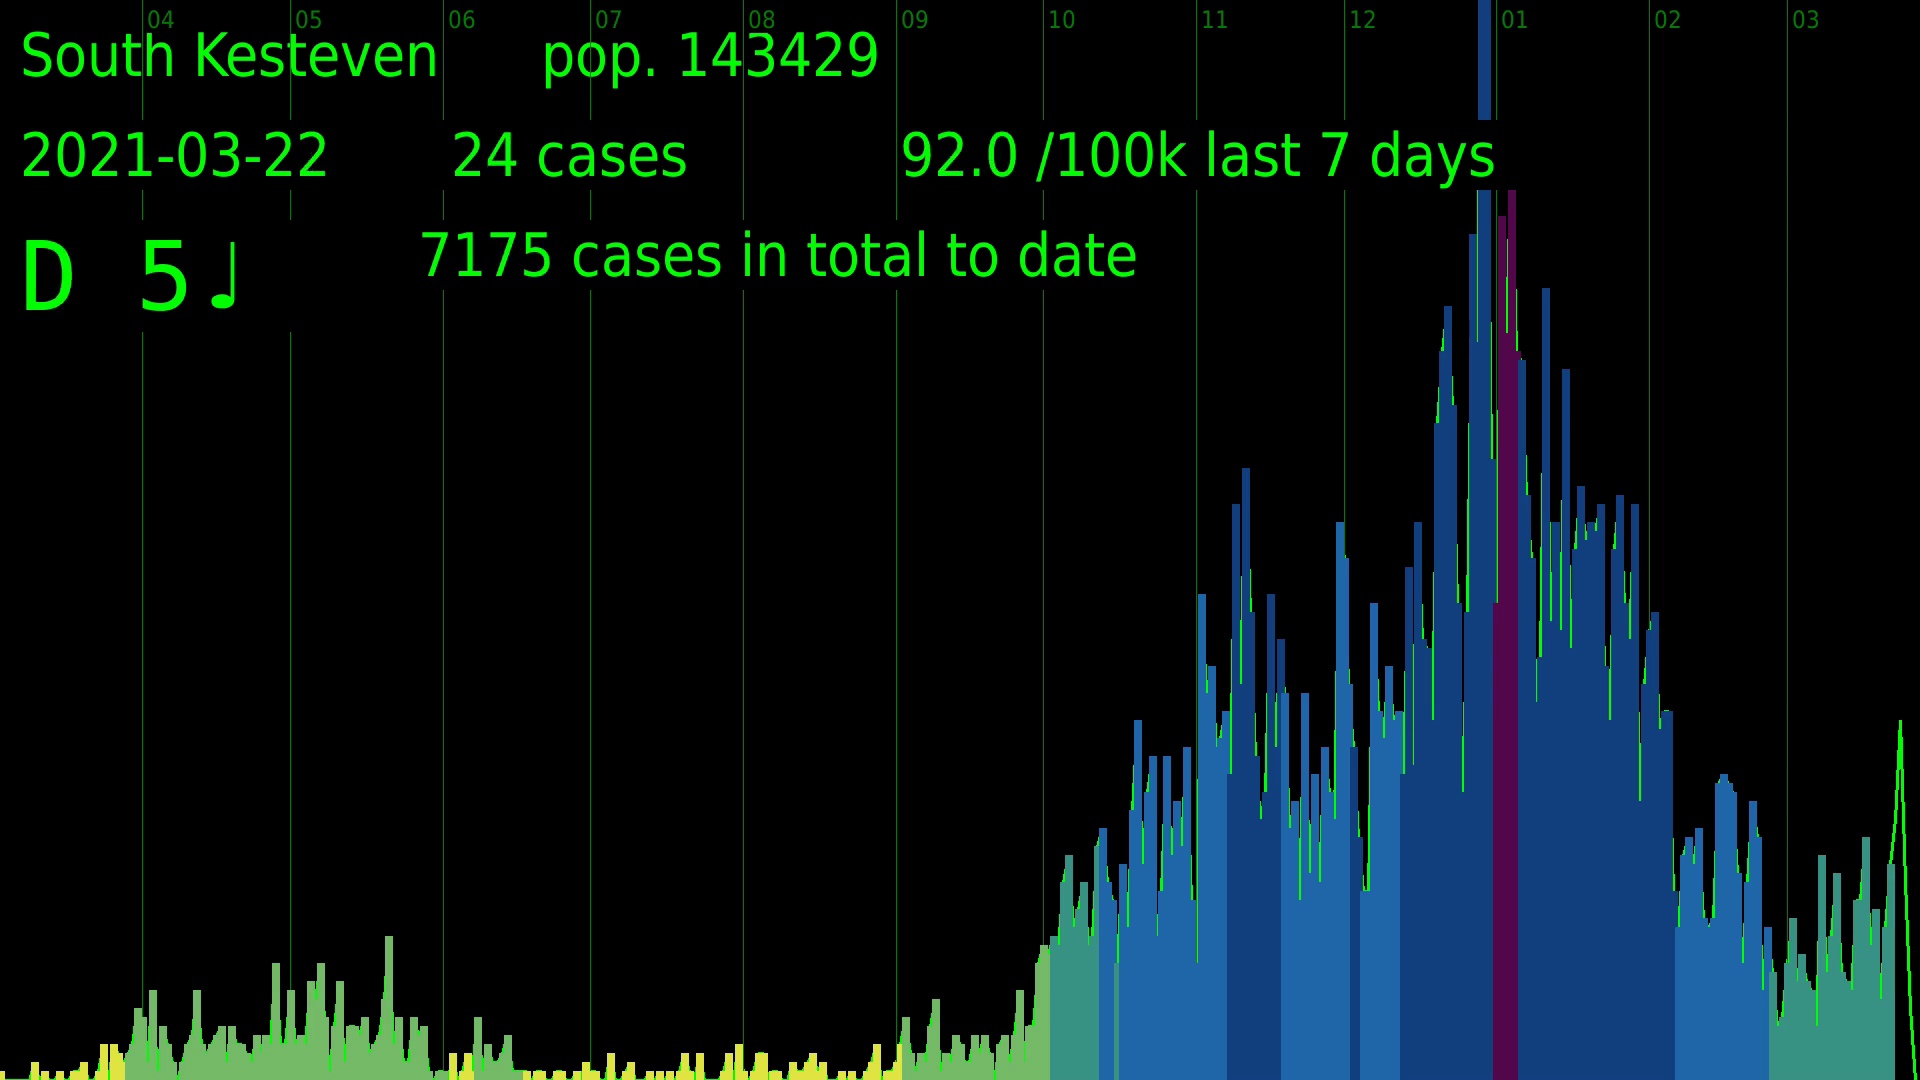 04 05 06 07 08 09 10 11 12 01 02 03
South Kesteven pop. 143429
2021-03-22 24 cases 92.0 /100k last 7 days
D 5♩ 7175 cases in total to date